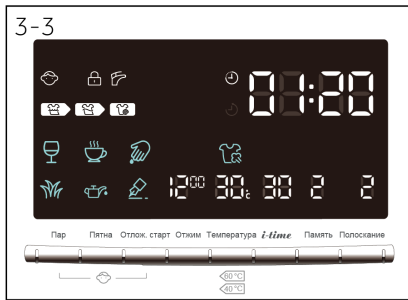 3-3
01:20
12:00 30°c 30 2 2
Пар Пятна Отлож. старт Отжим Температура i-time Память Полоскание
60 °C
40 °C